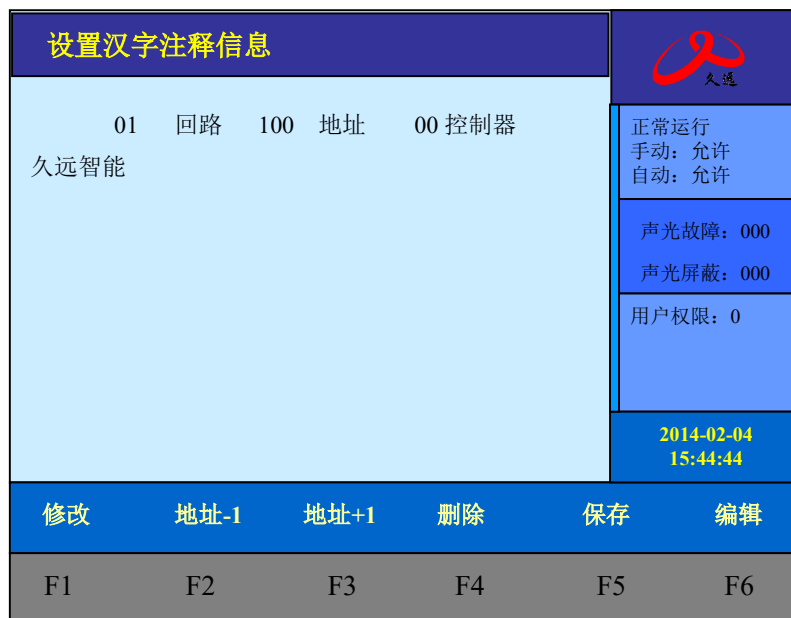 设置汉字注释信息
久通
01 回路 100 地址 00 控制器
久远智能
正常运行
手动：允许
自动：允许
声光故障：000
声光屏蔽：000
用户权限：0
2014-02-04
15:44:44
修改 地址-1 地址+1 删除 保存 编辑
F1 F2 F3 F4 F5 F6